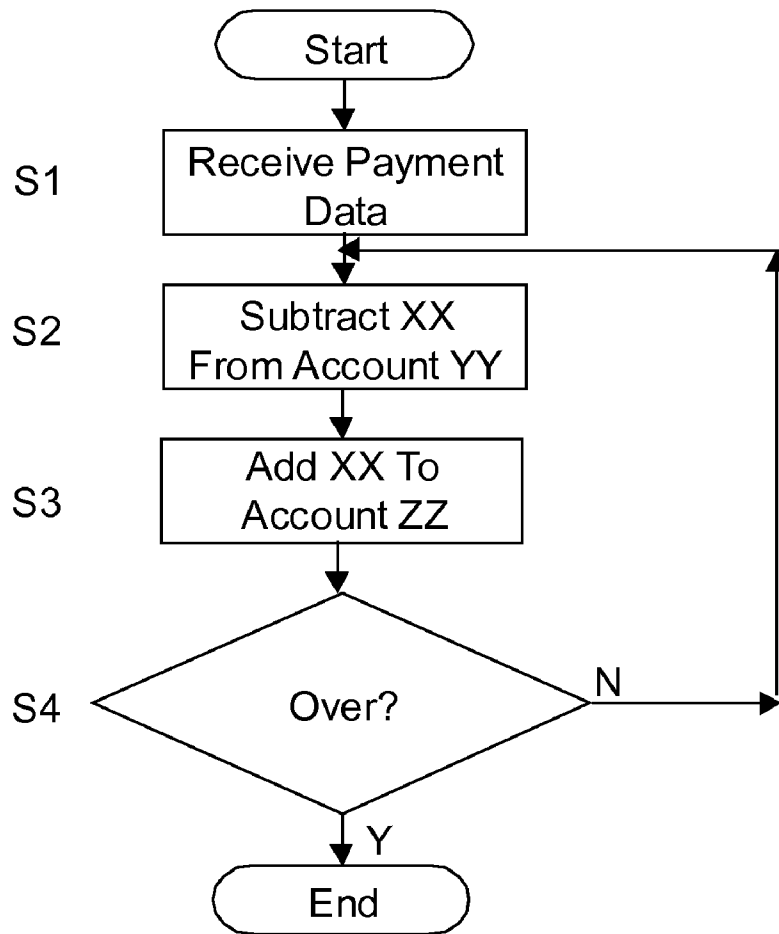 Start
S1
Receive Payment
Data
S2
Subtract XX
From Account YY
S3
Add XX To
Account ZZ
S4
Over?
N
Y
End